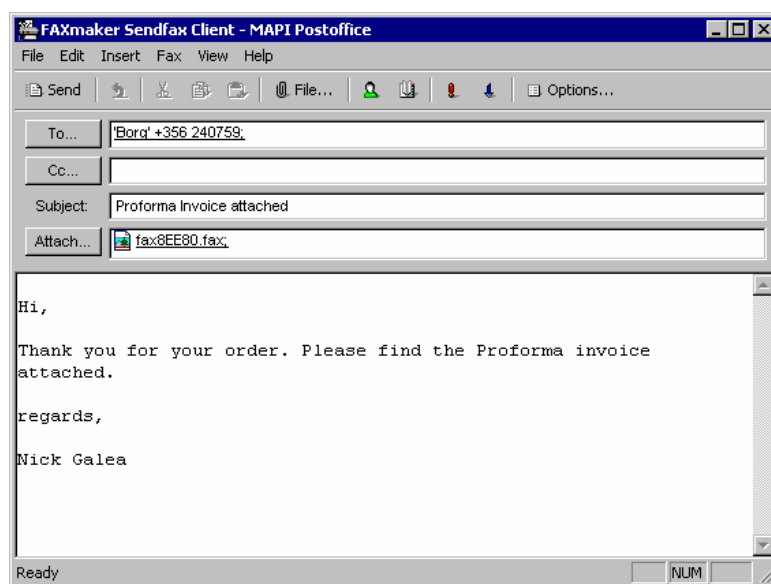 FAXmaker Sendfax Client - MAPI Postoffice
File Edit Insert Fax View Help
Send File... Options...
To... 'Borg' +356 240759;
Cc...
Subject: Proforma Invoice attached
Attach... fax8EE80.fax;
Hi,
Thank you for your order. Please find the Proforma invoice
attached.
regards,
Nick Galea
Ready NUM